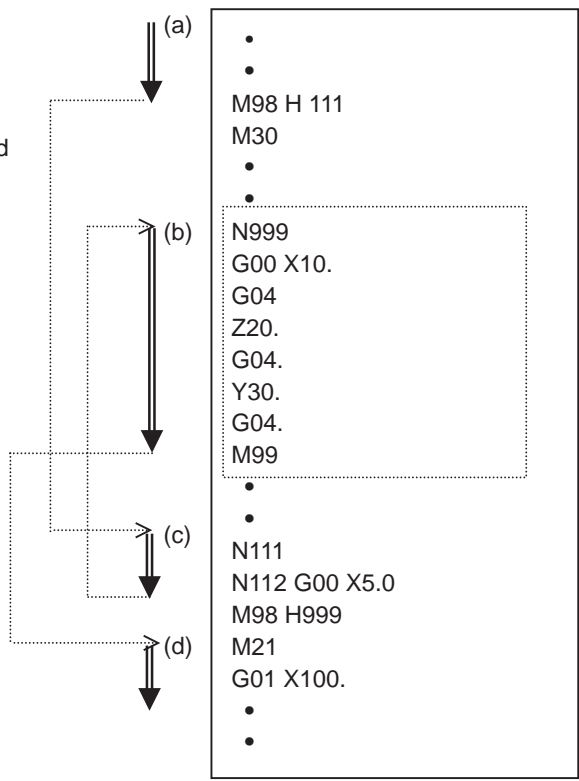 (a)
•
•
M98 H 111
M30
d
•
•
(b)
N999
G00 X10.
G04
Z20.
G04.
Y30.
G04.
M99
•
•
(c)
N111
N112 G00 X5.0
M98 H999
(d)
M21
G01 X100.
•
•